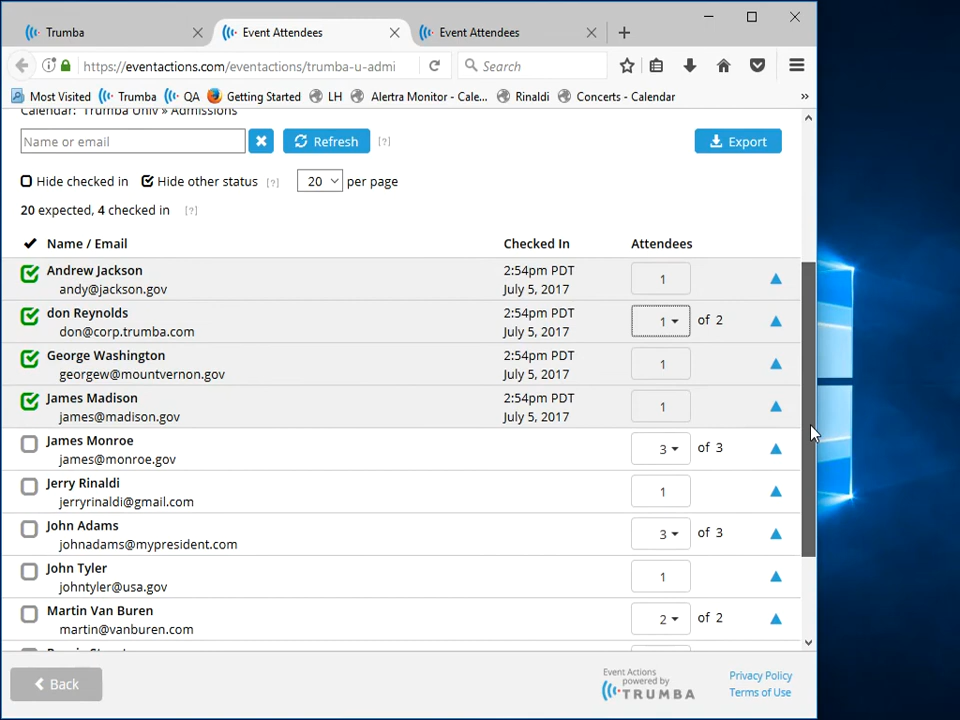 Trumba
Event Attendees
Event Attendees
https://eventactions.com/eventactions/trumba-u-admi
Search
Most Visited
Trumba
QA
Getting Started
LH
Alertra Monitor - Cale...
Rinaldi
Concerts - Calendar
»
Calendar: Trumba Univ » Admissions
Name or email
Refresh
[?]
Export
Hide checked in
Hide other status
[?]
20
per page
20 expected, 4 checked in
[?]
Name / Email
Checked In
Attendees
Andrew Jackson
andy@jackson.gov
2:54pm PDT
July 5, 2017
1
don Reynolds
don@corp.trumba.com
2:54pm PDT
July 5, 2017
1
of 2
George Washington
georgew@mountvernon.gov
2:54pm PDT
July 5, 2017
1
James Madison
james@madison.gov
2:54pm PDT
July 5, 2017
1
James Monroe
james@monroe.gov
3
of 3
Jerry Rinaldi
jerryrinaldi@gmail.com
1
John Adams
johnadams@mypresident.com
3
of 3
John Tyler
johntyler@usa.gov
1
Martin Van Buren
martin@vanburen.com
2
of 2
Back
Event Actions
powered by
TRUMBA
Privacy Policy
Terms of Use